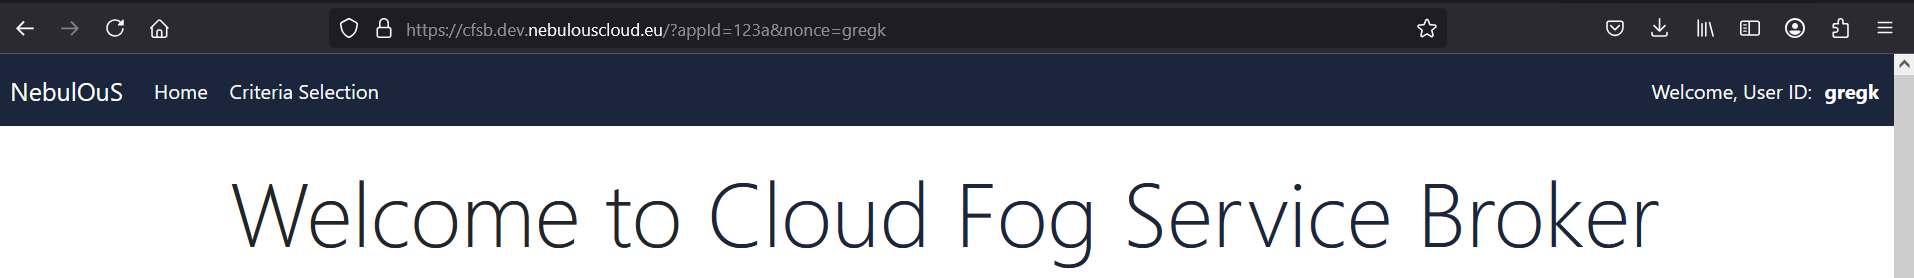 https://cfsb.dev.nebulouscloud.eu/?appId=123a&nonce=gregk
NebulOuS Home Criteria Selection Welcome, User ID: gregk
Welcome to Cloud Fog Service Broker